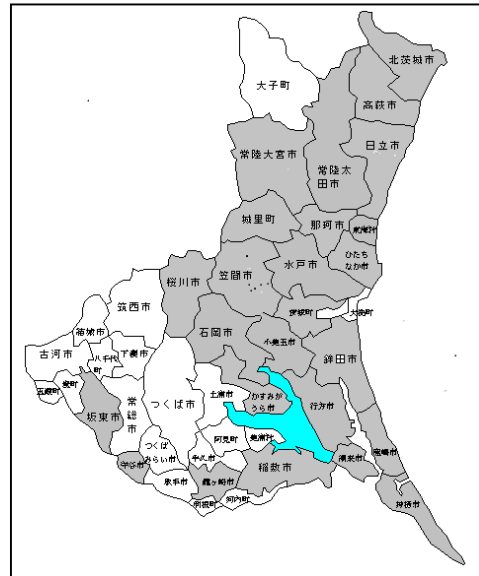 北茨城市
大子町
高萩市
日立市
常陸大宮市
常陸太
田市
城里町
那珂市
東海村
ひたち
なか市
水戸市
笠間市
桜川市
筑西市
茨城町
大洗町
結城市
石岡市
小美玉市
鉾田市
古河市
八千代
町
下妻市
五霞町
境町
坂東市
常総市
つくば市
土浦市
かすみが
うら市
行方市
阿見町
美浦村
つくば
みらい市
牛久市
稲敷市
潮来市
鹿嶋市
守谷市
取手市
龍ヶ崎市
利根町
河内町
神栖市